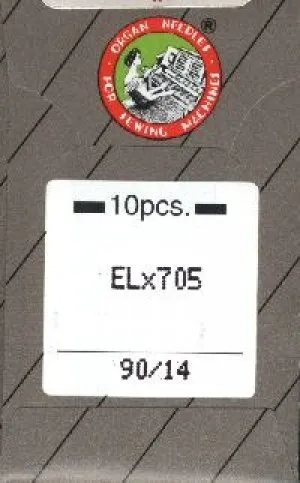 ORGAN NEEDLES
FOR SEWING MACHINES
®
10pcs.
ELx705
90/14